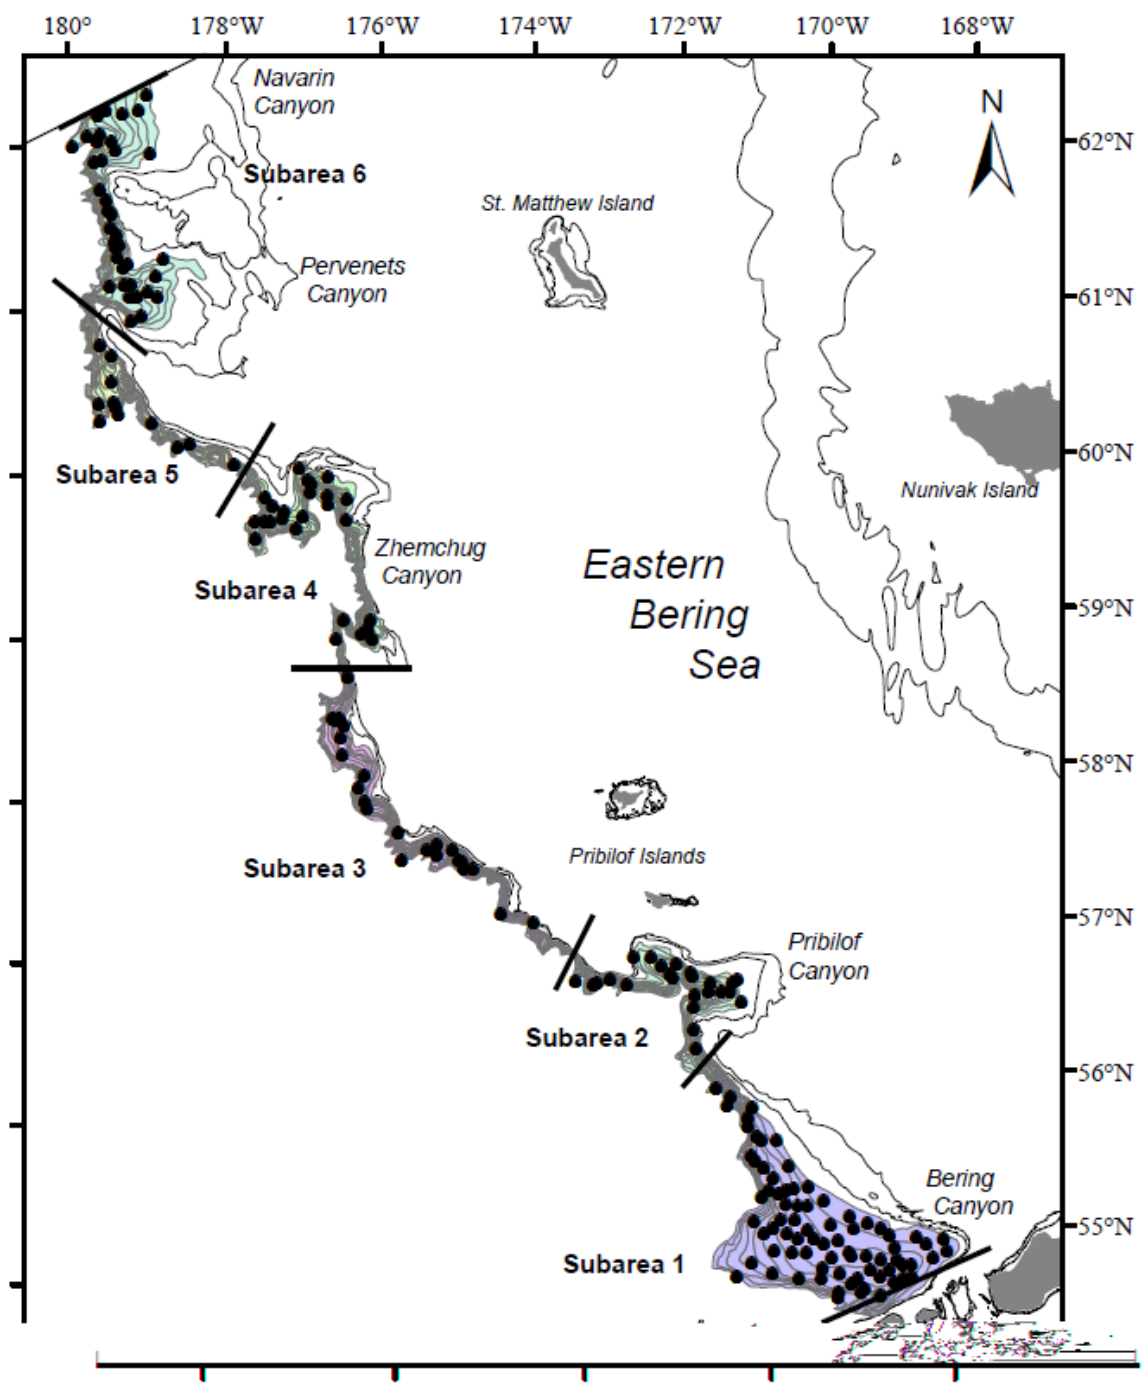 180° 178°W 176°W 174°W 172°W 170°W 168°W
Navarin
Canyon
N
62°N
Subarea 6
St. Matthew Island
Pervenets
Canyon
61°N
60°N
Subarea 5
Nunivak Island
Zhemchug
Canyon
Eastern
Bering
Sea
Subarea 4
59°N
58°N
Pribilof Islands
Subarea 3
57°N
Pribilof
Canyon
Subarea 2
56°N
Bering
Canyon
55°N
Subarea 1